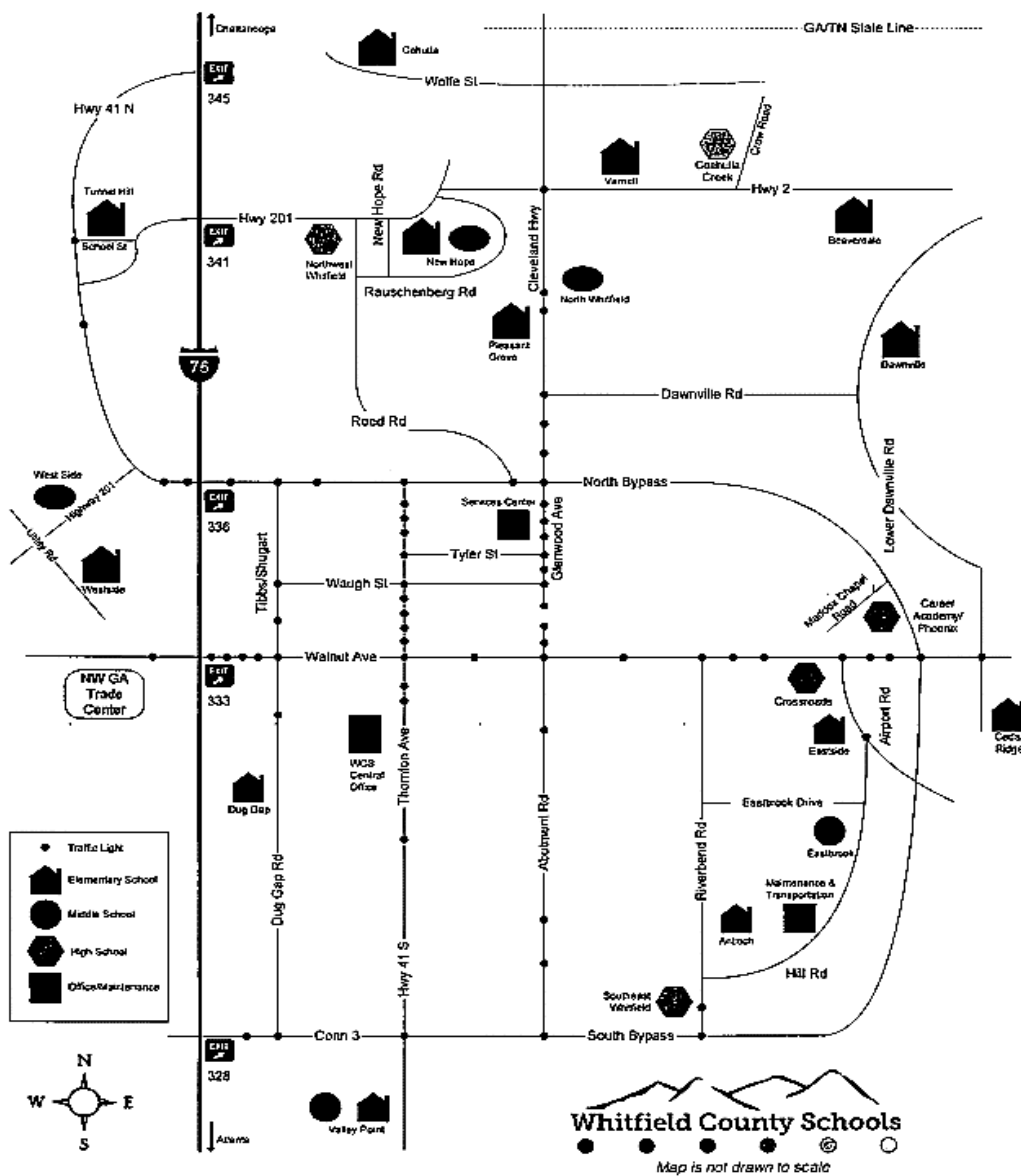 Chattanooga
GA/TN State Line
EXIT
345
Cohutta
Wolfe St
Hwy 41 N
Crow Road
Varnell
Coahulla
Creek
Hwy 2
Tunnel Hill
School St
Hwy 201
New Hope Rd
EXIT
341
Northwest
Whitfield
New Hope
Rauschenberg Rd
Cleveland Hwy
North Whitfield
Beaverdale
Pleasant
Grove
Dawnville
75
Dawnville Rd
Reed Rd
Lower Dawnville Rd
West Side
Highway 201
Utility Rd
Westside
EXIT
336
North Bypass
Services Center
Tyler St
Glenwood Ave
Tibbs/Shugart
Waugh St
Maddox Chapel
Road
Career
Academy/
Phoenix
Walnut Ave
NW GA
Trade
Center
EXIT
333
Crossroads
Eastside
Airport Rd
Cedar
Ridge
WCS
Central
Office
Thornton Ave
Dug Gap
Dug Gap Rd
Abutment Rd
Riverbend Rd
Eastbrook Drive
Eastbrook
Maintenance &
Transportation
Antioch
Hill Rd
Hwy 41 S
Southeast
Whitfield
Traffic Light
Elementary School
Middle School
High School
Office/Maintenance
Conn 3
South Bypass
EXIT
328
N
W E
S
Atlanta
Valley Point
Whitfield County Schools
Map is not drawn to scale